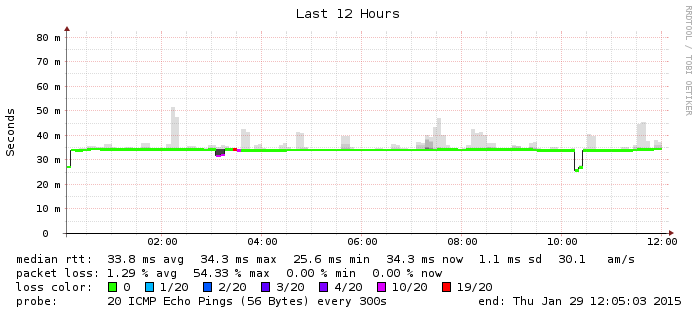 Last 12 Hours
RRDTOOL / TOBI OETIKER
Seconds
80 m
70 m
60 m
50 m
40 m
30 m
20 m
10 m
0
02:00 04:00 06:00 08:00 10:00 12:00
median rtt: 33.8 ms avg 34.3 ms max 25.6 ms min 34.3 ms now 1.1 ms sd 30.1 am/s
packet loss: 1.29 % avg 54.33 % max 0.00 % min 0.00 % now
loss color: 0 1/20 2/20 3/20 4/20 10/20 19/20
probe: 20 ICMP Echo Pings (56 Bytes) every 300s end: Thu Jan 29 12:05:03 2015